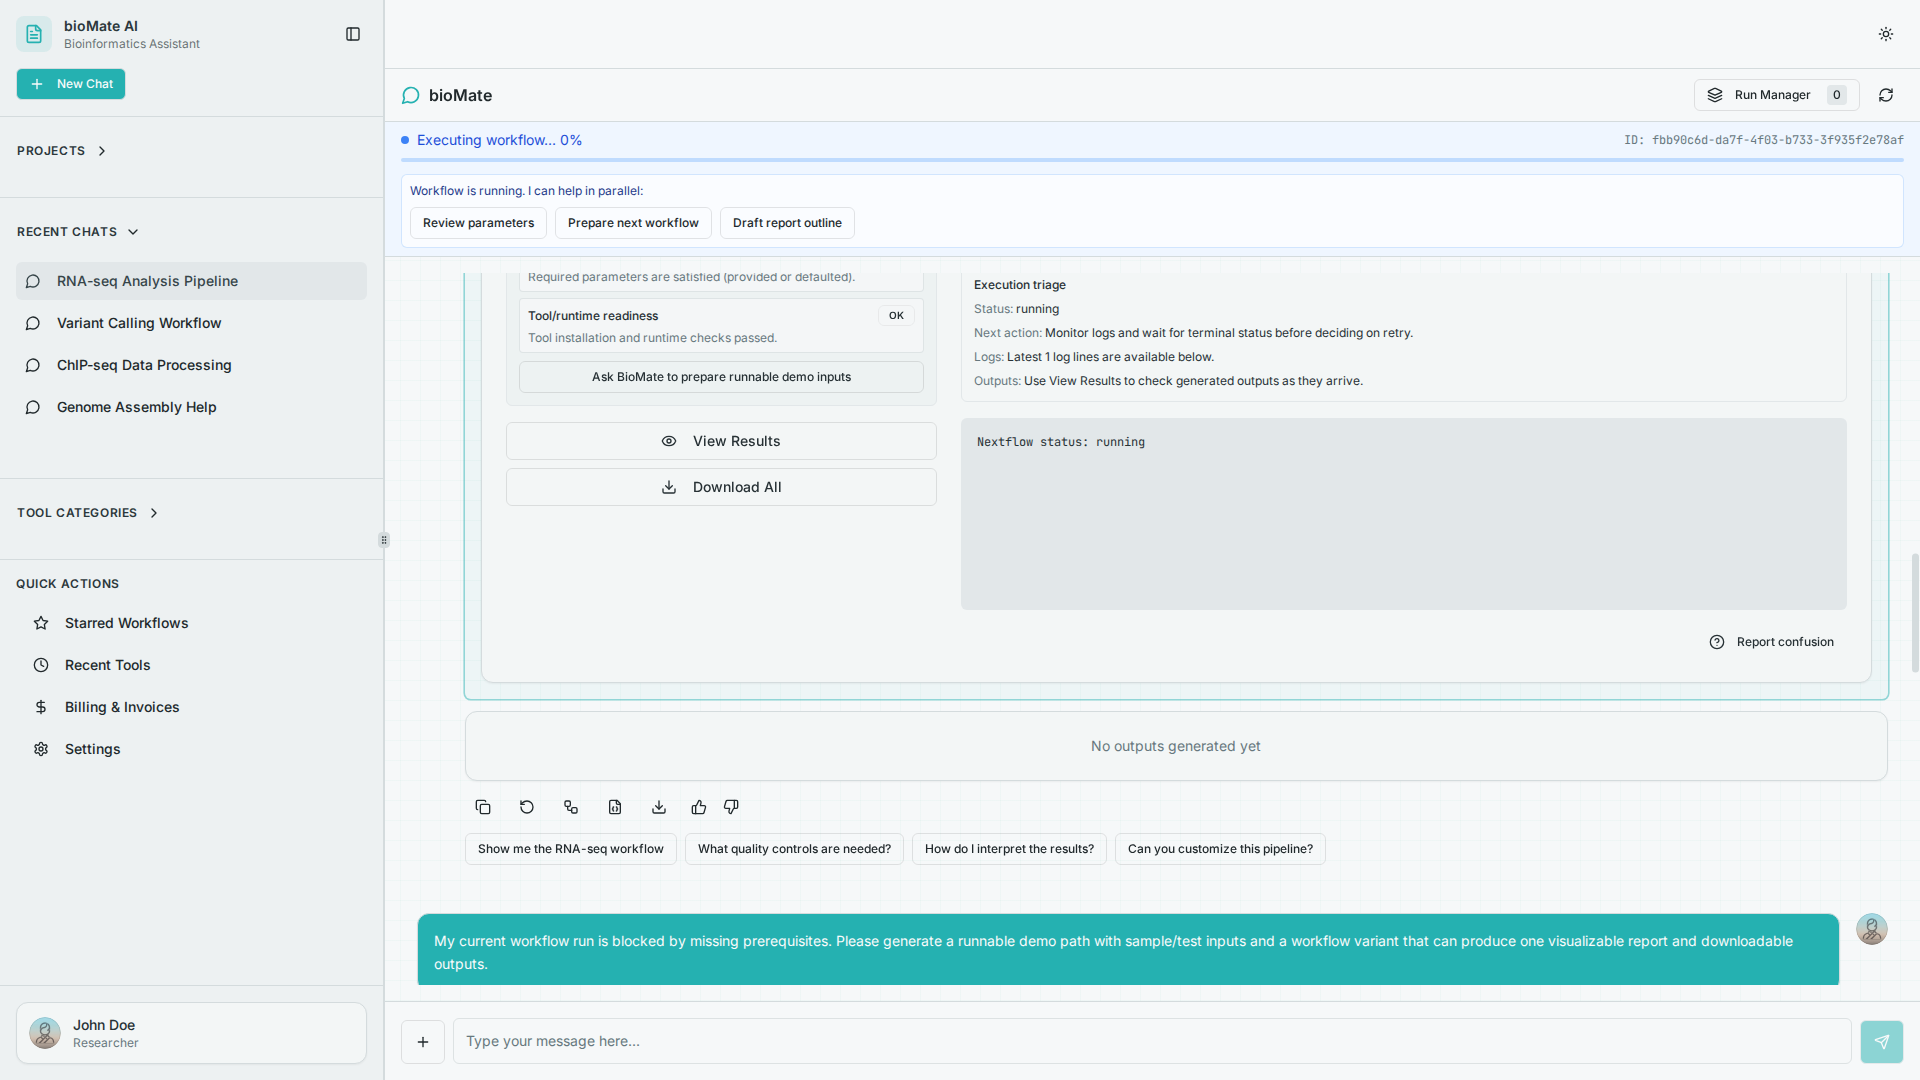 bioMate AI
Bioinformatics Assistant
New Chat
PROJECTS
RECENT CHATS
RNA-seq Analysis Pipeline
Variant Calling Workflow
ChIP-seq Data Processing
Genome Assembly Help
TOOL CATEGORIES
QUICK ACTIONS
Starred Workflows
Recent Tools
Billing & Invoices
Settings
John Doe
Researcher
bioMate
Run Manager 0
Executing workflow... 0%
ID: fbb90c6d-da7f-4f03-b733-3f935f2e78af
Workflow is running. I can help in parallel:
Review parameters
Prepare next workflow
Draft report outline
Required parameters are satisfied (provided or defaulted).
Tool/runtime readiness
OK
Tool installation and runtime checks passed.
Ask BioMate to prepare runnable demo inputs
View Results
Download All
Execution triage
Status: running
Next action: Monitor logs and wait for terminal status before deciding on retry.
Logs: Latest 1 log lines are available below.
Outputs: Use View Results to check generated outputs as they arrive.
Nextflow status: running
Report confusion
No outputs generated yet
Show me the RNA-seq workflow
What quality controls are needed?
How do I interpret the results?
Can you customize this pipeline?
My current workflow run is blocked by missing prerequisites. Please generate a runnable demo path with sample/test inputs and a workflow variant that can produce one visualizable report and downloadable
outputs.
Type your message here...